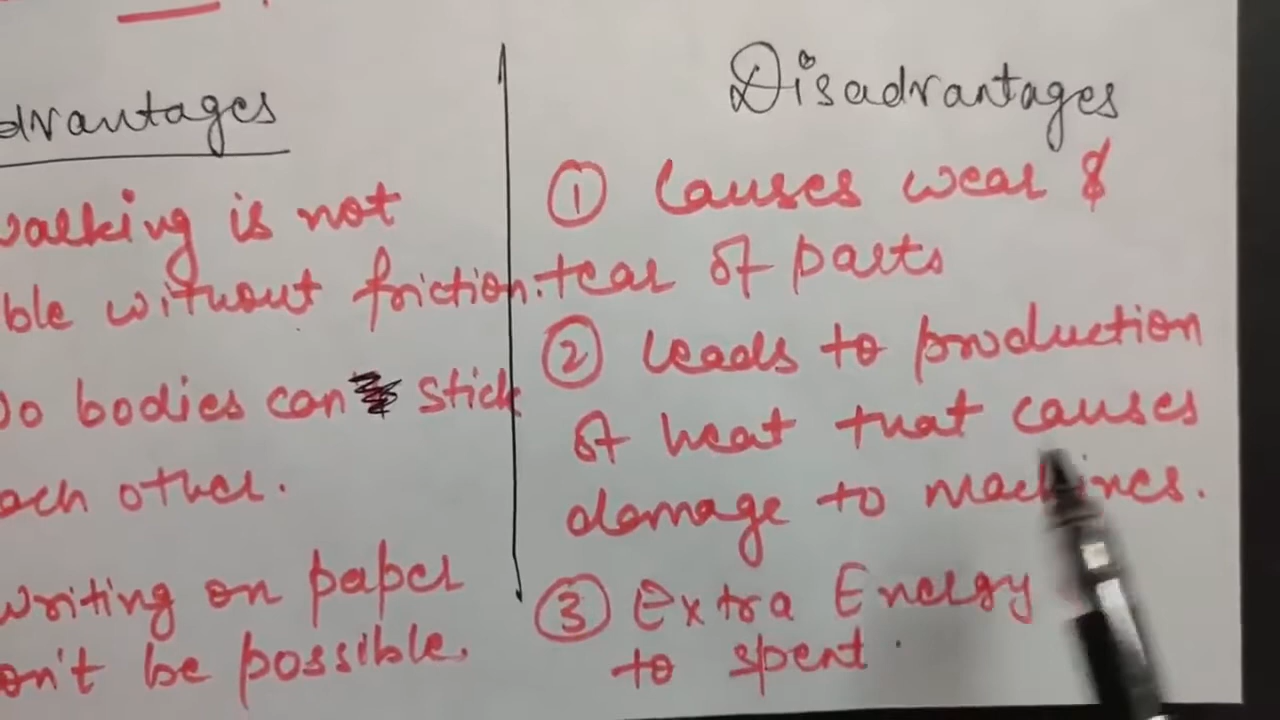 dvantages
walking is not
ble without friction.
Do bodies can stick
ach other.
writing on paper
on't be possible.
Disadvantages
① Causes wear &
tear of parts
② Leads to production
of heat that causes
damage to machines.
③ Extra Energy
to spent.